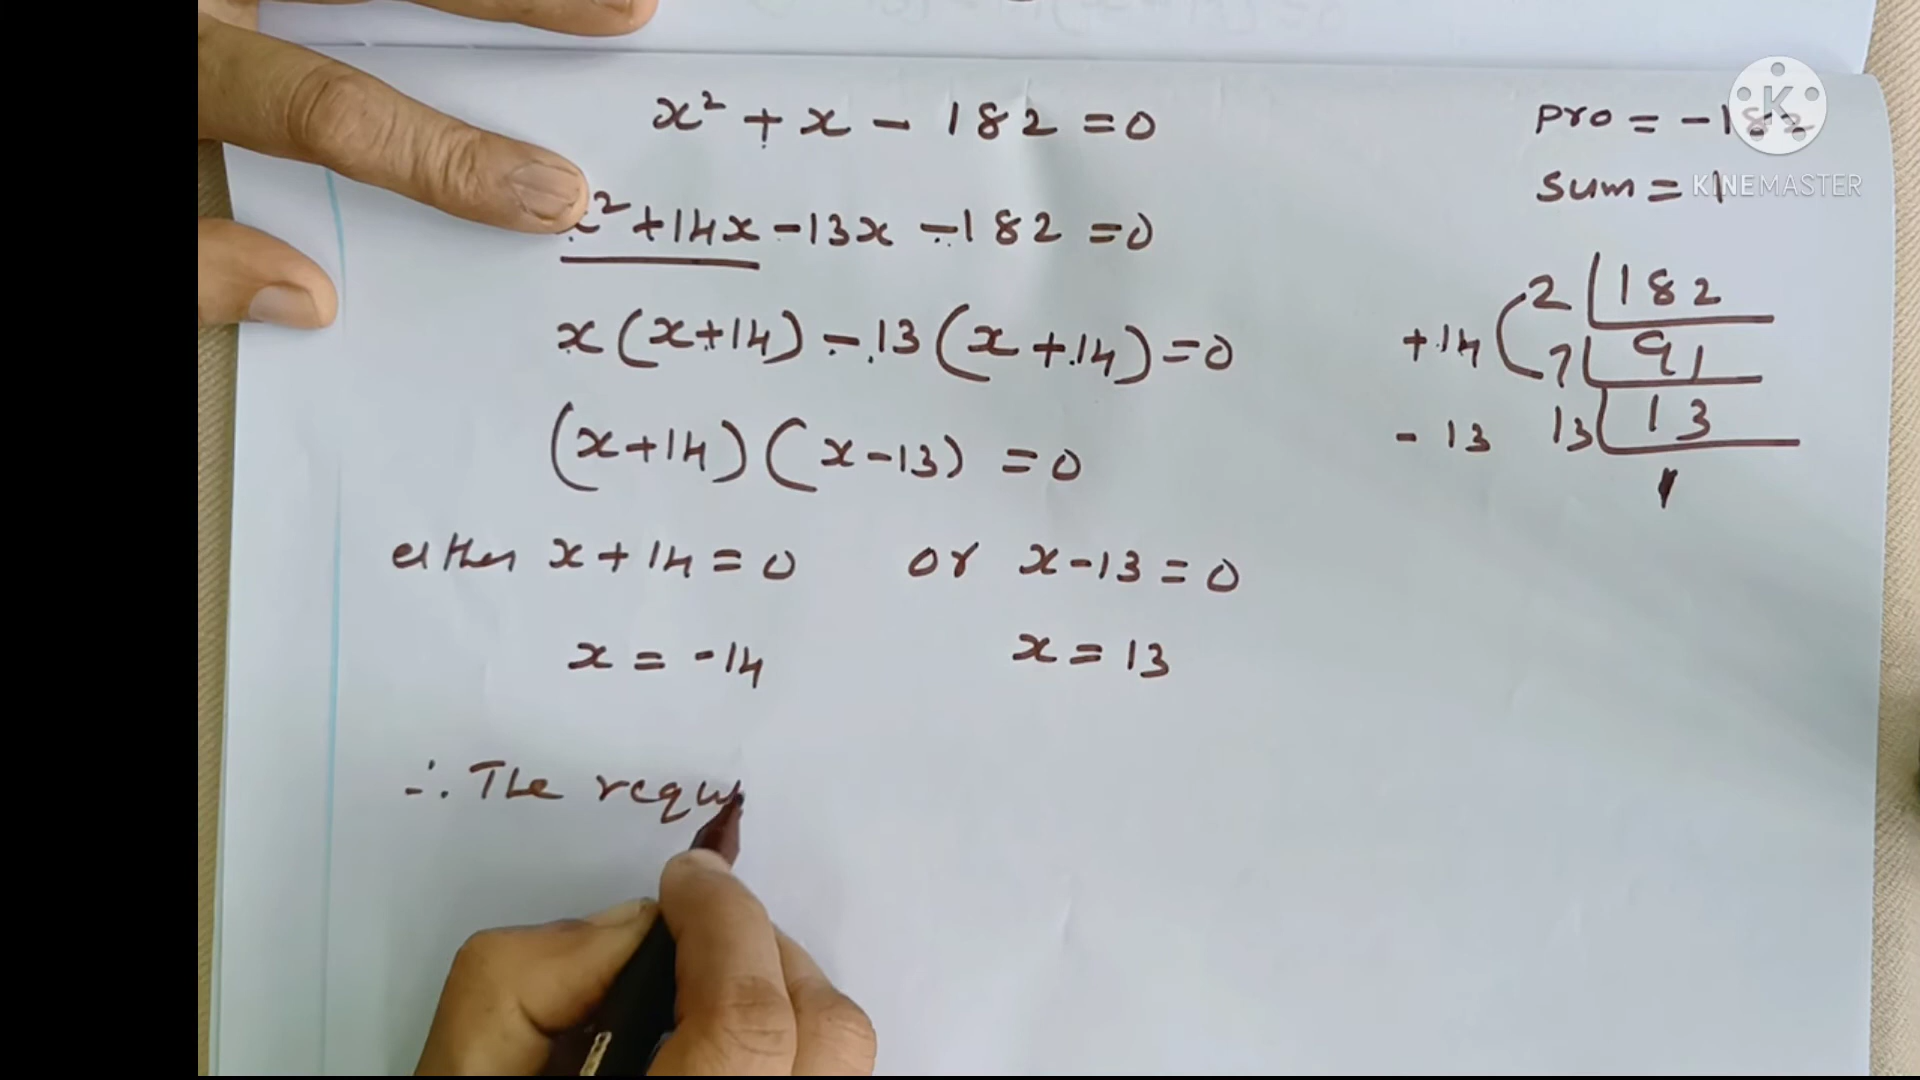 x² + x - 182 = 0
x² + 14x - 13x - 182 = 0
x (x+14) - 13 (x+14) = 0
(x+14) (x-13) = 0
either x + 14 = 0 or x - 13 = 0
x = -14 x = 13
∴ The requ
pro = -182
sum = 1
2 182
+14 7 91
- 13 13 13
1
K
KINEMASTER